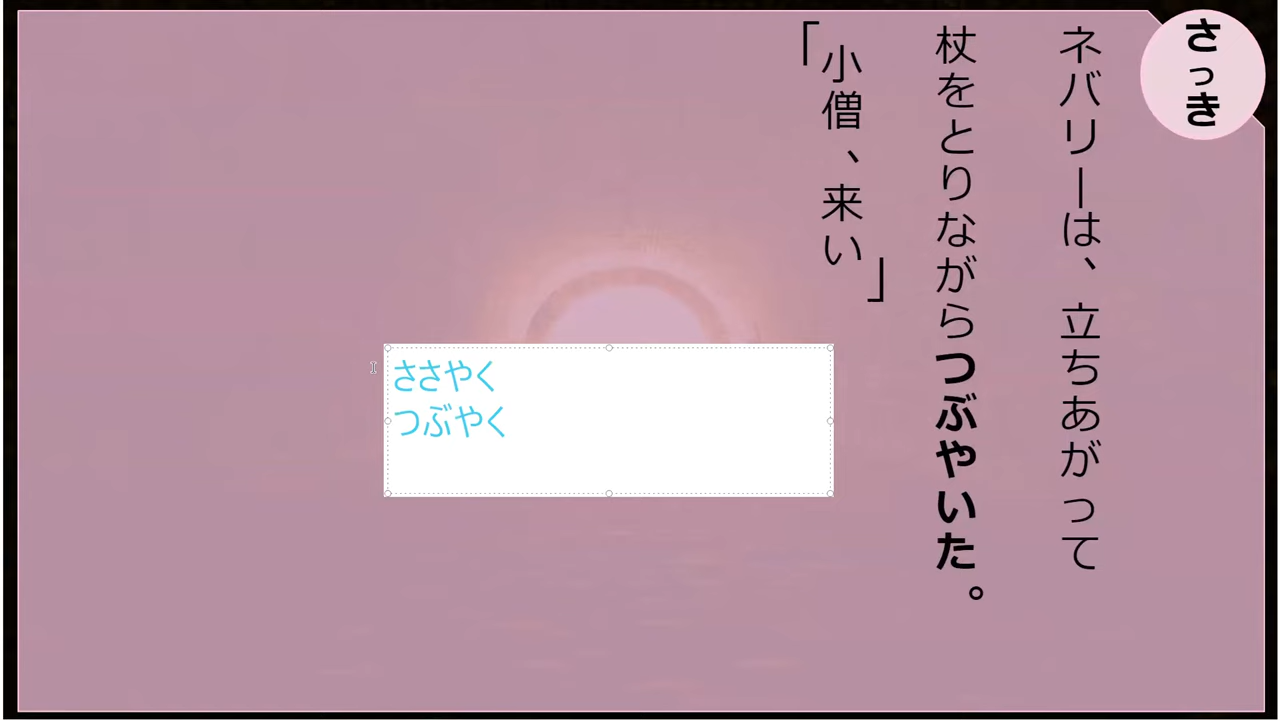 さっき
ネバリーは、立ちあがって
杖をとりながらつぶやいた。
「小僧、来い」
ささやく
つぶやく